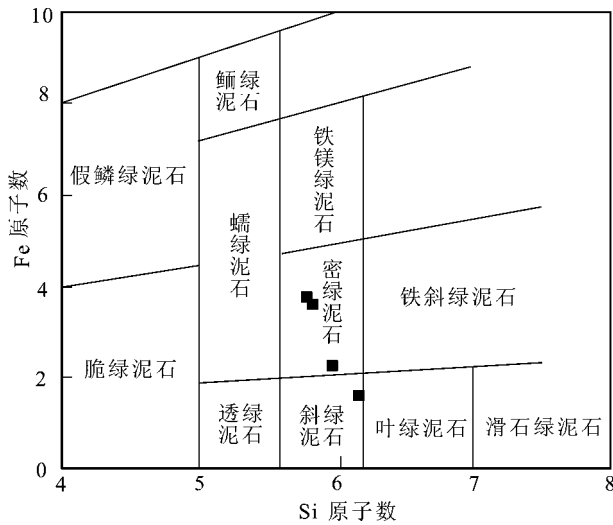 10
8
6
4
2
0
Fe 原子数
鲕绿
泥石
假鳞绿泥石
铁镁绿泥石
蠕绿泥石
密绿泥石
铁斜绿泥石
脆绿泥石
透绿
泥石
斜绿
泥石
叶绿泥石
滑石绿泥石
4
5
6
7
8
Si 原子数